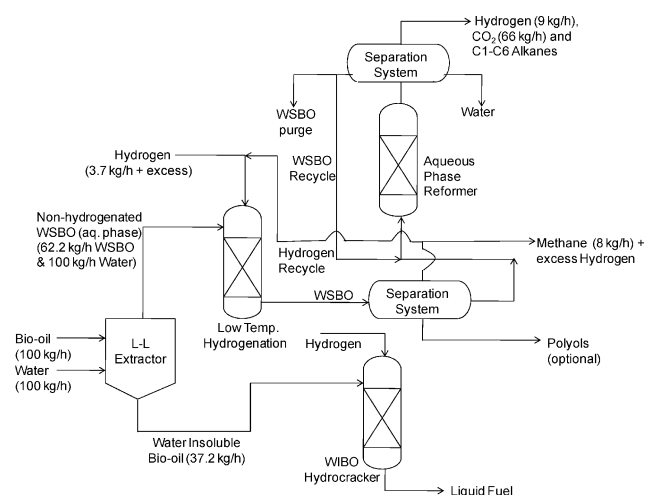 Hydrogen (9 kg/h),
CO2 (66 kg/h) and
C1-C6 Alkanes
Separation
System
WSBO
purge
Water
WSBO
Recycle
Aqueous
Phase
Reformer
Hydrogen
(3.7 kg/h + excess)
Non-hydrogenated
WSBO (aq. phase)
(62.2 kg/h WSBO
& 100 kg/h Water)
Hydrogen
Recycle
Methane (8 kg/h) +
excess Hydrogen
WSBO
Separation
System
Low Temp.
Hydrogenation
L-L
Extractor
Bio-oil
(100 kg/h)
Water
(100 kg/h)
Hydrogen
Polyols
(optional)
Water Insoluble
Bio-oil (37.2 kg/h)
WIBO
Hydrocracker
Liquid Fuel